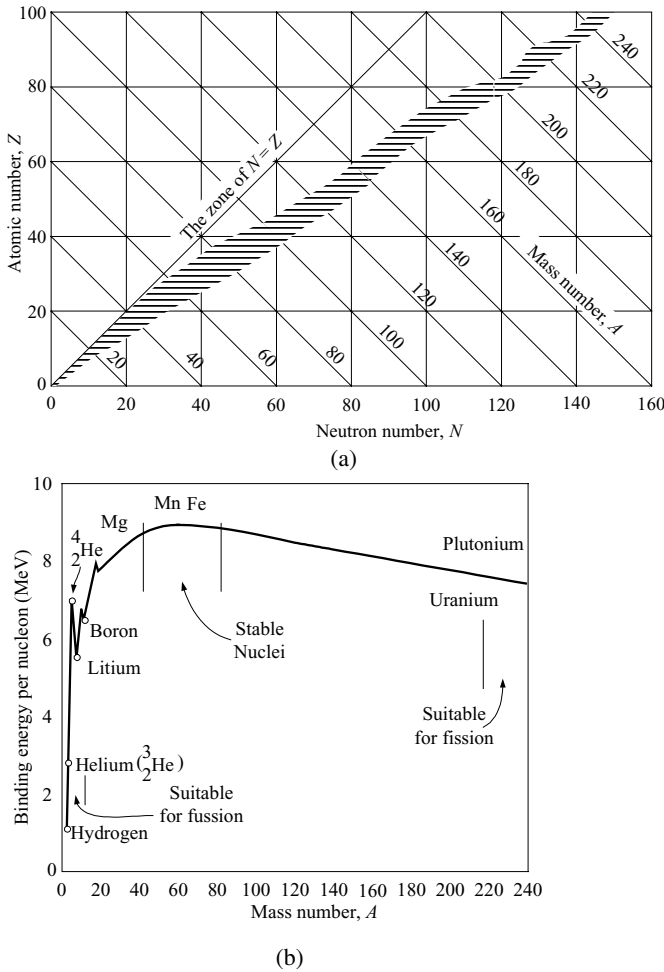 100
80
60
40
20
0
Atomic number, Z
The zone of N = Z
20
40
60
80
100
120
140
160
180
200
220
240
Mass number, A
0 20 40 60 80 100 120 140 160
Neutron number, N
(a)
10
8
6
4
2
0
Binding energy per nucleon (MeV)
4
2He
Mg
Mn Fe
Plutonium
Uranium
Boron
Litium
Stable
Nuclei
Suitable
for fission
Helium (3
2He)
Suitable
for fussion
Hydrogen
0 20 40 60 80 100 120 140 160 180 200 220 240
Mass number, A
(b)